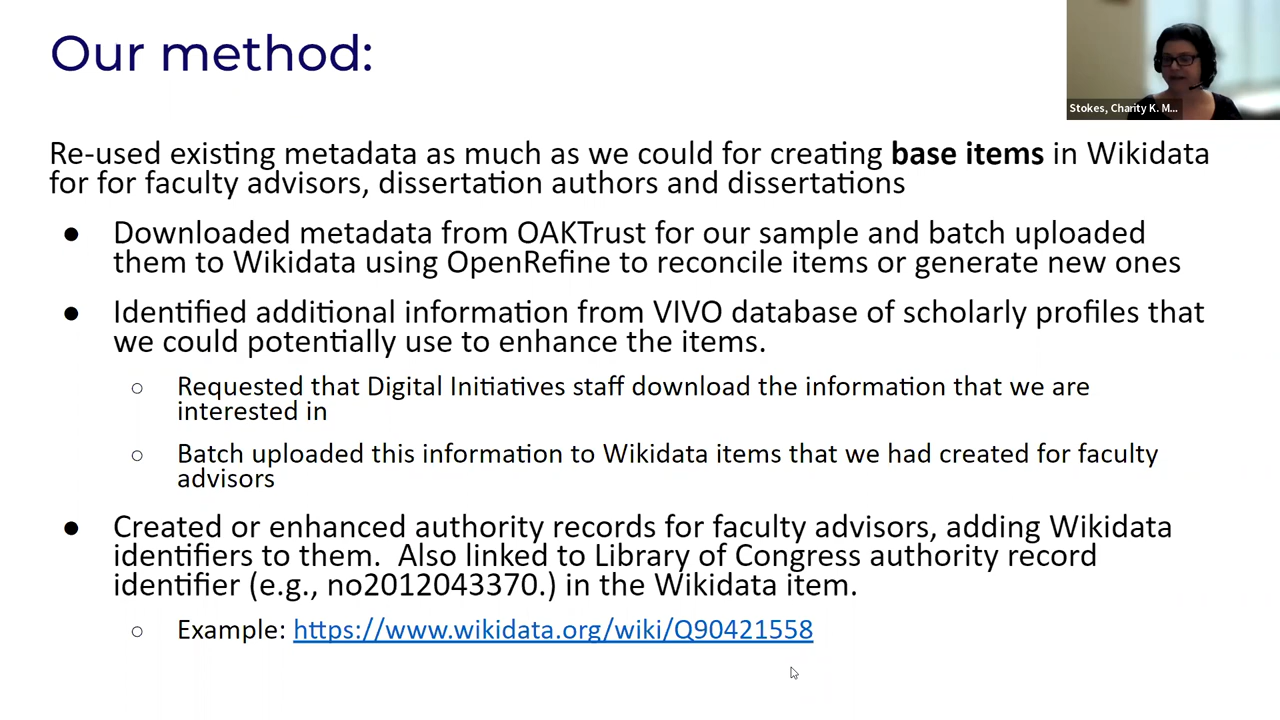 Our method:
Stokes, Charity K. M...
Re-used existing metadata as much as we could for creating base items in Wikidata
for for faculty advisors, dissertation authors and dissertations
● Downloaded metadata from OAKTrust for our sample and batch uploaded
them to Wikidata using OpenRefine to reconcile items or generate new ones
● Identified additional information from VIVO database of scholarly profiles that
we could potentially use to enhance the items.
○ Requested that Digital Initiatives staff download the information that we are
interested in
○ Batch uploaded this information to Wikidata items that we had created for faculty
advisors
● Created or enhanced authority records for faculty advisors, adding Wikidata
identifiers to them.  Also linked to Library of Congress authority record
identifier (e.g., no2012043370.) in the Wikidata item.
○ Example: https://www.wikidata.org/wiki/Q90421558